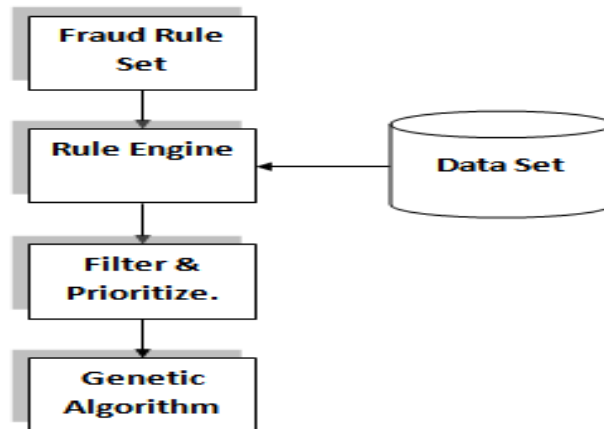 Fraud Rule
Set
Rule Engine
Data Set
Filter &
Prioritize.
Genetic
Algorithm